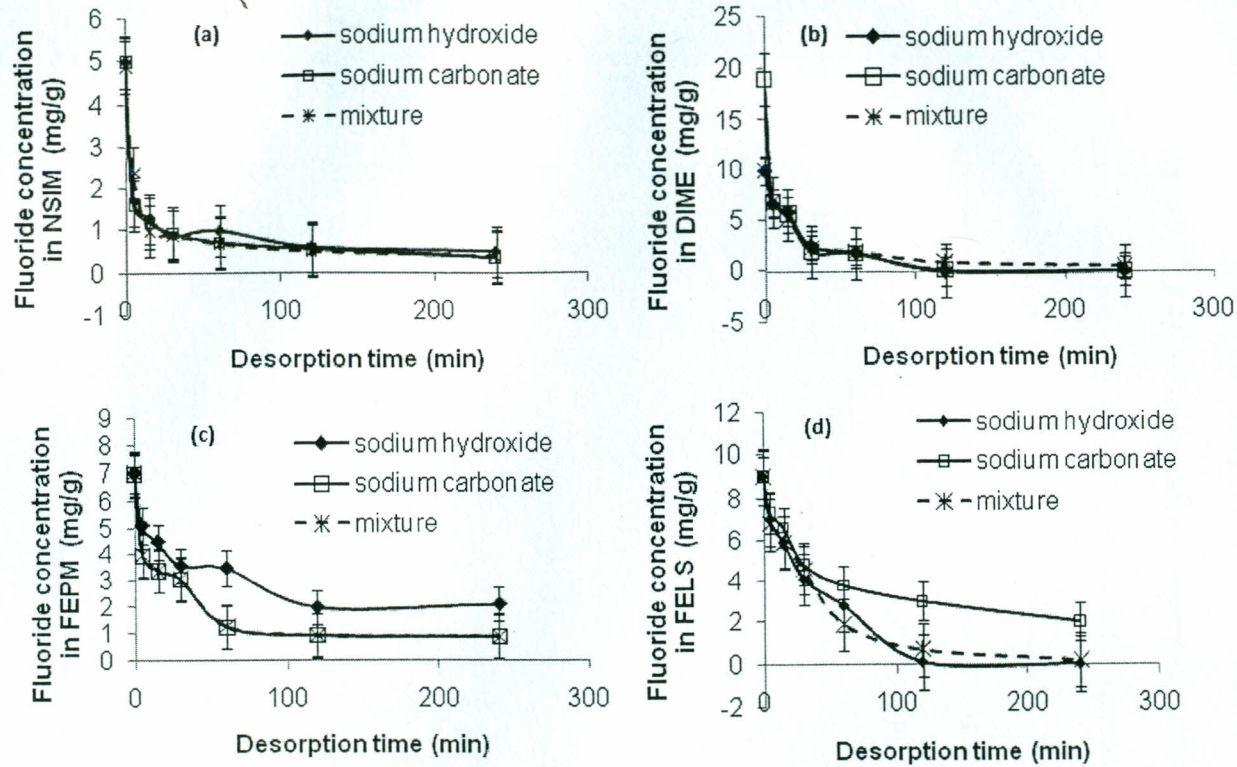 (a)
sodium hydroxide
sodium carbonate
mixture
Fluoride concentration
in NSIM (mg/g)
6
5
4
3
2
1
0
-1
0
100
200
300
Desorption time (min)
(b)
sodium hydroxide
sodium carbonate
mixture
Fluoride concentration
in DIME (mg/g)
25
20
15
10
5
0
-5
0
100
200
300
Desorption time (min)
(c)
sodium hydroxide
sodium carbonate
mixture
Fluoride concentration
in FEPM (mg/g)
9
8
7
6
5
4
3
2
1
0
0
100
200
300
Desorption time (min)
(d)
sodium hydroxide
sodium carbonate
mixture
Fluoride concentration
in FELS (mg/g)
12
10
8
6
4
2
0
-2
0
100
200
300
Desorption time (min)